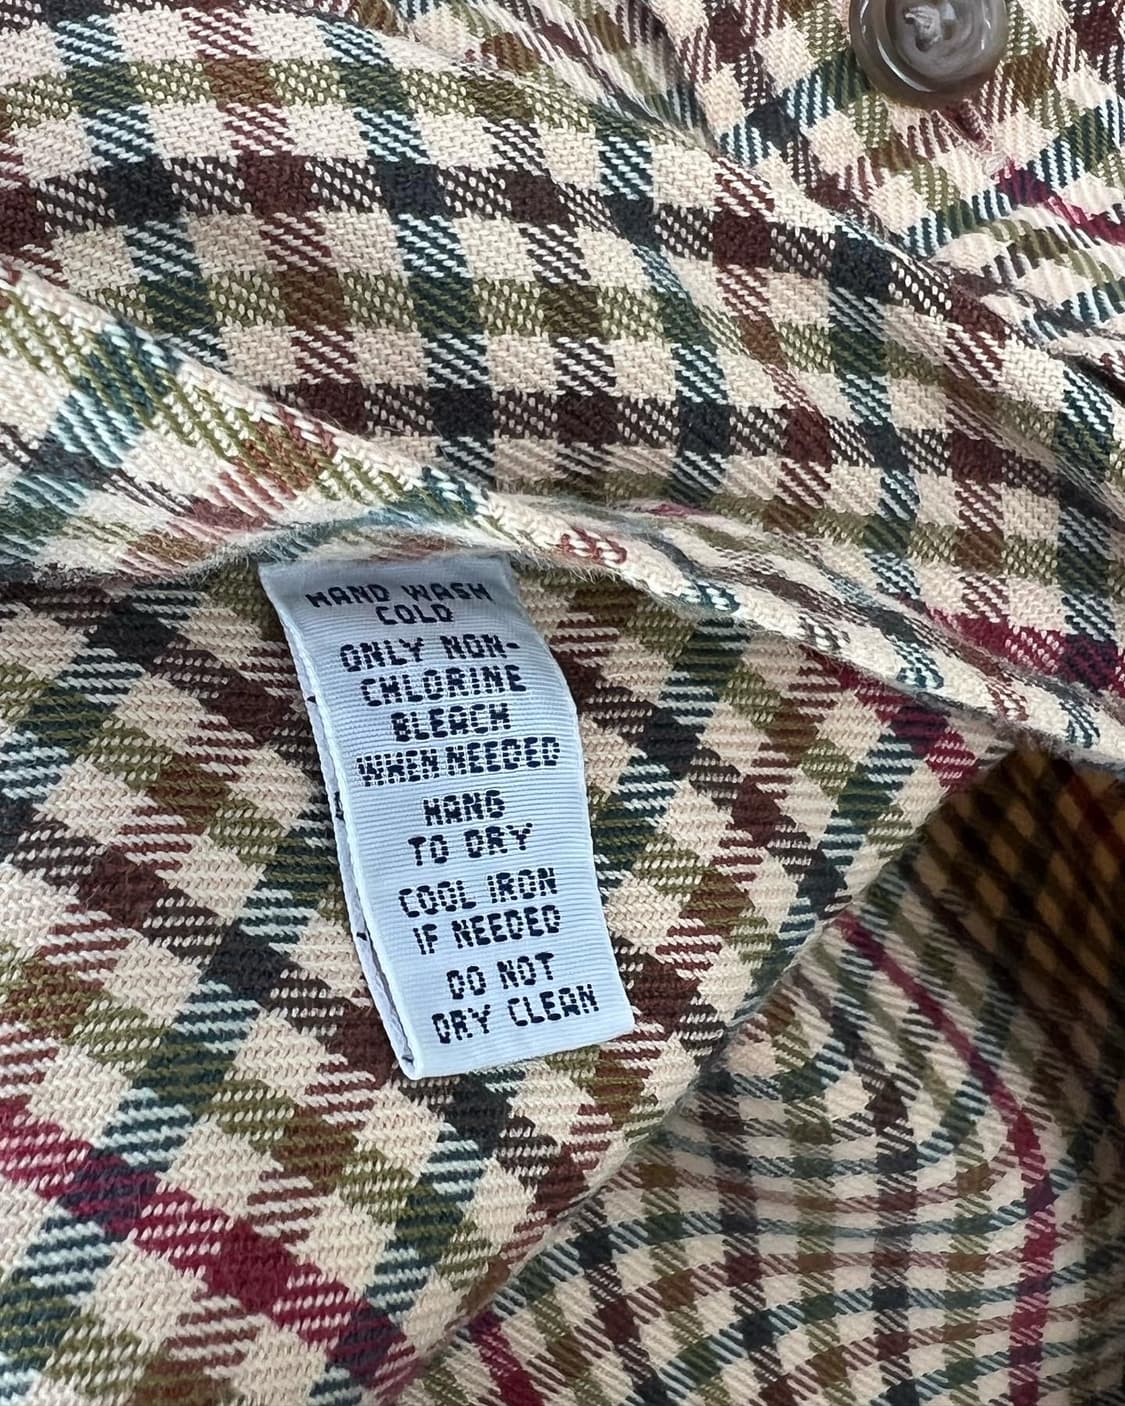 HAND WASH
COLD
ONLY NON-
CHLORINE
BLEACH
WHEN NEEDED
HANG
TO DRY
COOL IRON
IF NEEDED
DO NOT
DRY CLEAN